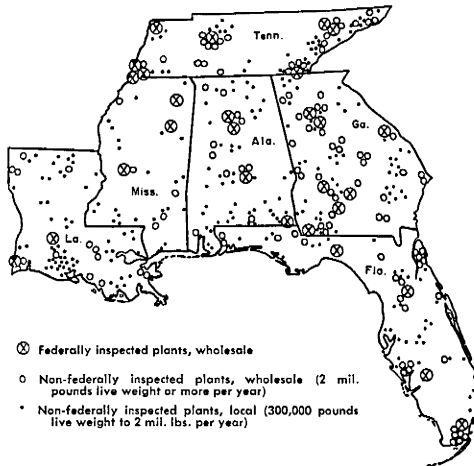 Tenn.
Ga.
Ala.
Miss.
La.
Fla.
Federally inspected plants, wholesale
Non-federally inspected plants, wholesale (2 mil.
pounds live weight or more per year)
Non-federally inspected plants, local (300,000 pounds
live weight to 2 mil. lbs. per year)